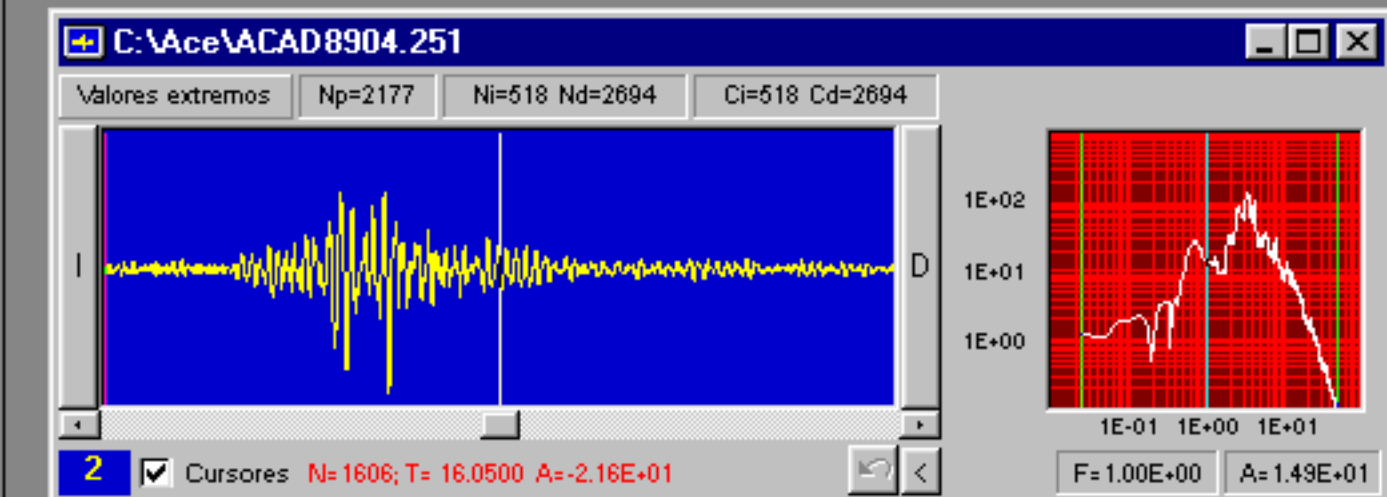 C:\Ace\ACAD8904.251
Valores extremos Np=2177 Ni=518 Nd=2694 Ci=518 Cd=2694
I D
1E+02
1E+01
1E+00
1E-01 1E+00 1E+01
2 Cursores N=1606; T= 16.0500 A=-2.16E+01 < F=1.00E+00 A=1.49E+01